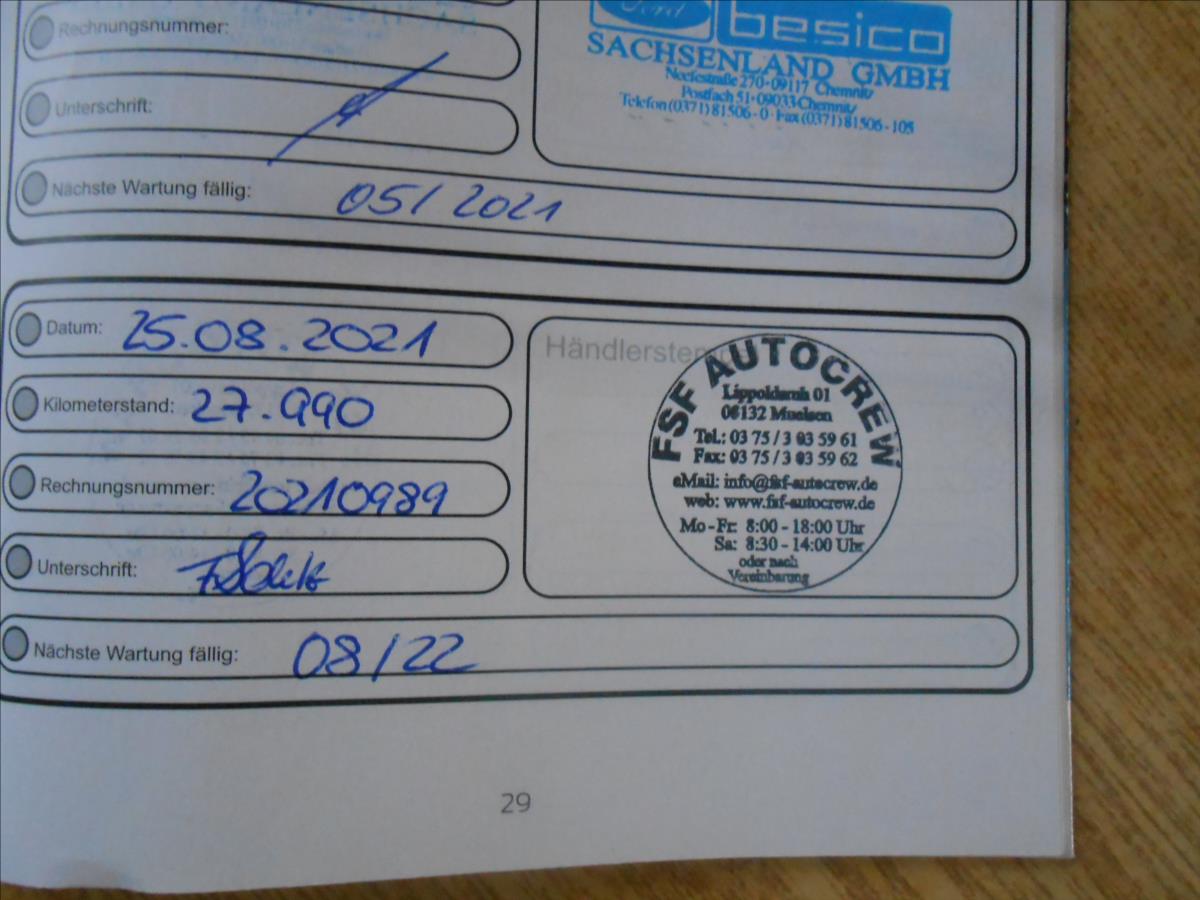 Rechnungsnummer:
Unterschrift:
Nächste Wartung fällig: 05/2021
Ford besico
SACHSENLAND GMBH
Neefestraße 270 · 09117 Chemnitz
Postfach 51 · 09033 Chemnitz
Telefon (0371) 81506 - 0 · Fax (0371) 81506 - 105
Datum: 25.08.2021
Kilometerstand: 27.990
Rechnungsnummer: 20210989
Unterschrift:
Nächste Wartung fällig: 08/22
Händlerstem
FSF AUTOCREW
01
08132 Muelsen
Tel.: 03 75 / 3 03 59 61
Fax: 03 75 / 3 03 59 62
eMail: info@fsf-autocrew.de
web: www.fsf-autocrew.de
Mo - Fr: 8:00 - 18:00 Uhr
Sa: 8:30 - 14:00 Uhr
oder nach
Vereinbarung
29